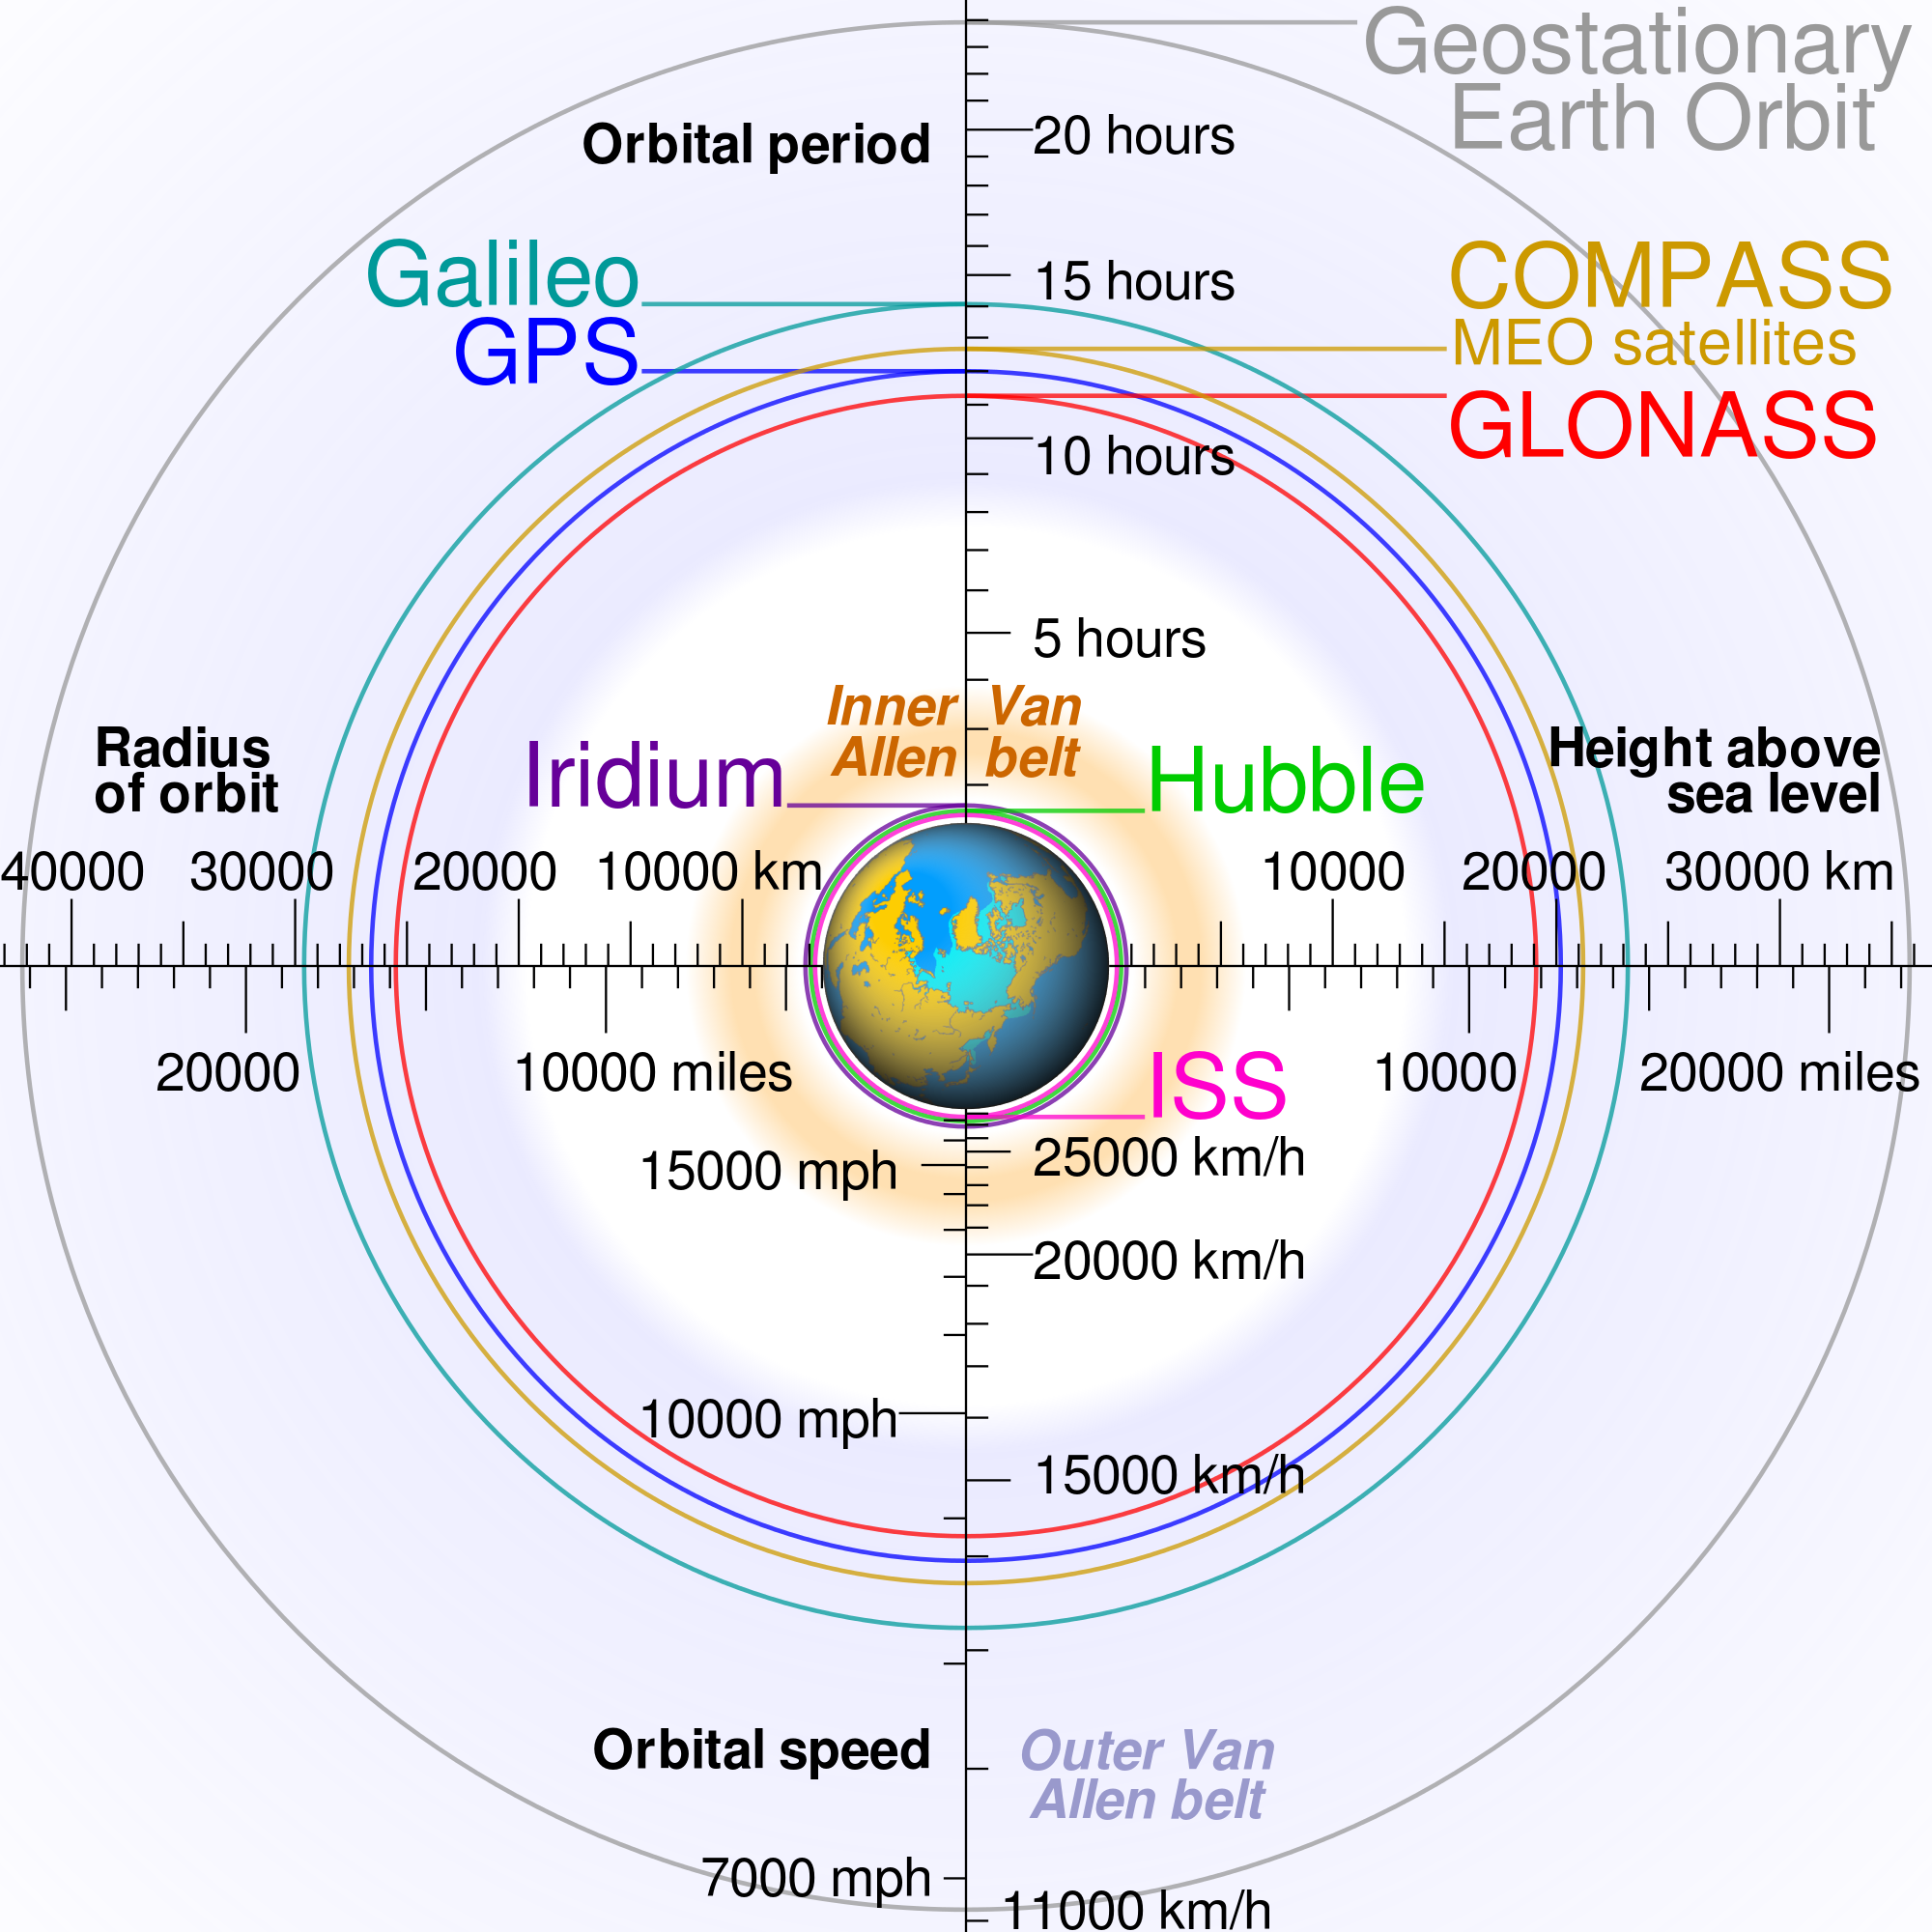 Geostationary
Earth Orbit
Orbital period
20 hours
Galileo
COMPASS
15 hours
GPS
MEO satellites
GLONASS
10 hours
5 hours
Inner Van
Allen belt
Radius
of orbit
Iridium
Hubble
Height above
sea level
40000 30000 20000 10000 km
10000 20000 30000 km
20000 10000 miles
ISS
10000 20000 miles
15000 mph
25000 km/h
20000 km/h
10000 mph
15000 km/h
Orbital speed
Outer Van
Allen belt
7000 mph
11000 km/h